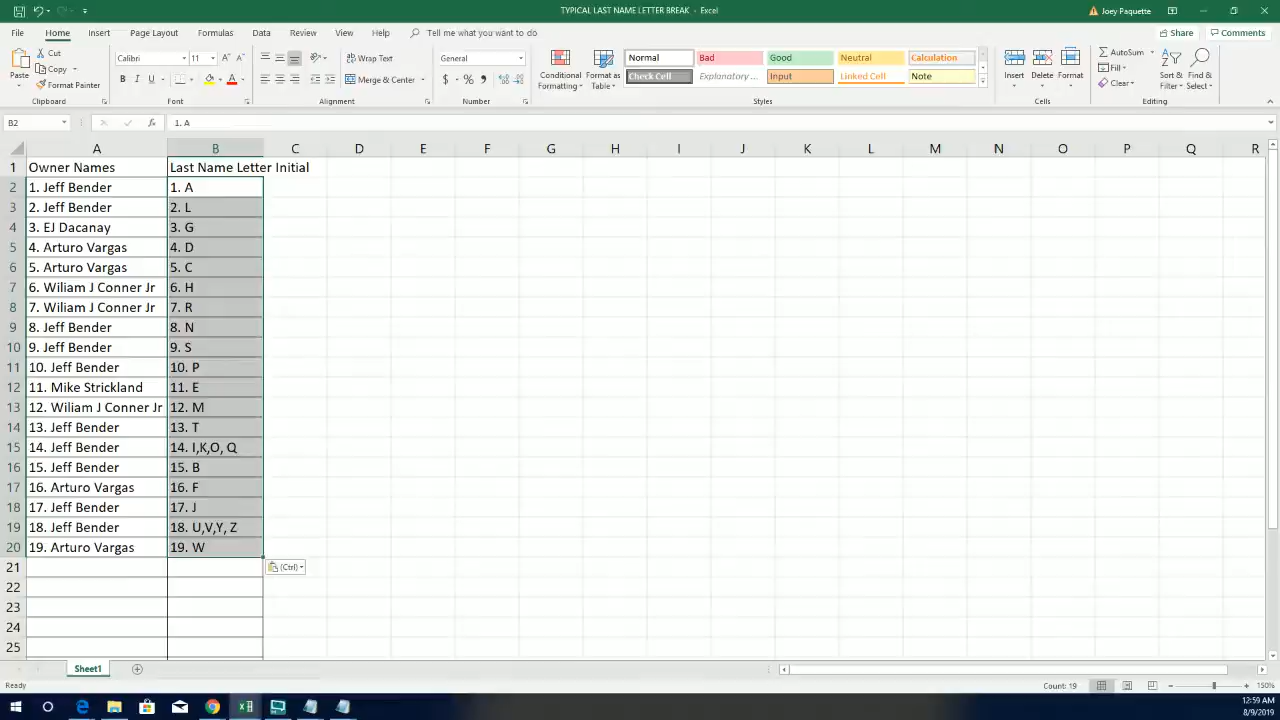 TYPICAL LAST NAME LETTER BREAK - Excel
Joey Paquette
File Home Insert Page Layout Formulas Data Review View Help Tell me what you want to do
Share Comments
Paste Cut Copy Format Painter
Calibri
B I U
Wrap Text
Merge & Center
General
$ % ,
Conditional Formatting Format as Table
Normal Bad Good Neutral Calculation
Check Cell Explanatory ... Input Linked Cell Note
Insert Delete Format
AutoSum Fill Clear
Sort & Filter Find & Select
Clipboard Font Alignment Number Styles Cells Editing
B2 fx 1. A
A B C D E F G H I J K L M N O P Q R
1 Owner Names Last Name Letter Initial
2 1. Jeff Bender 1. A
3 2. Jeff Bender 2. L
4 3. EJ Dacanay 3. G
5 4. Arturo Vargas 4. D
6 5. Arturo Vargas 5. C
7 6. Wiliam J Conner Jr 6. H
8 7. Wiliam J Conner Jr 7. R
9 8. Jeff Bender 8. N
10 9. Jeff Bender 9. S
11 10. Jeff Bender 10. P
12 11. Mike Strickland 11. E
13 12. Wiliam J Conner Jr 12. M
14 13. Jeff Bender 13. T
15 14. Jeff Bender 14. I,K,O, Q
16 15. Jeff Bender 15. B
17 16. Arturo Vargas 16. F
18 17. Jeff Bender 17. J
19 18. Jeff Bender 18. U,V,Y, Z
20 19. Arturo Vargas 19. W
21 (Ctrl)
22
23
24
25
Sheet1
Ready Count: 19 150%
12:59 AM
8/9/2019